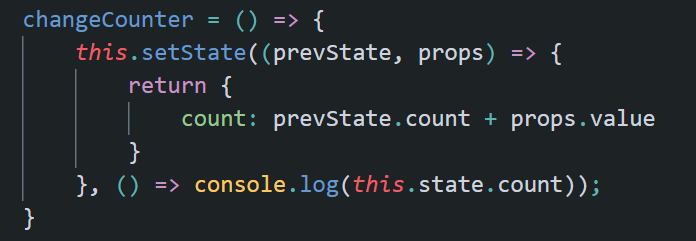 changeCounter = () => {
    this.setState((prevState, props) => {
        return {
            count: prevState.count + props.value
        }
    }, () => console.log(this.state.count));
}